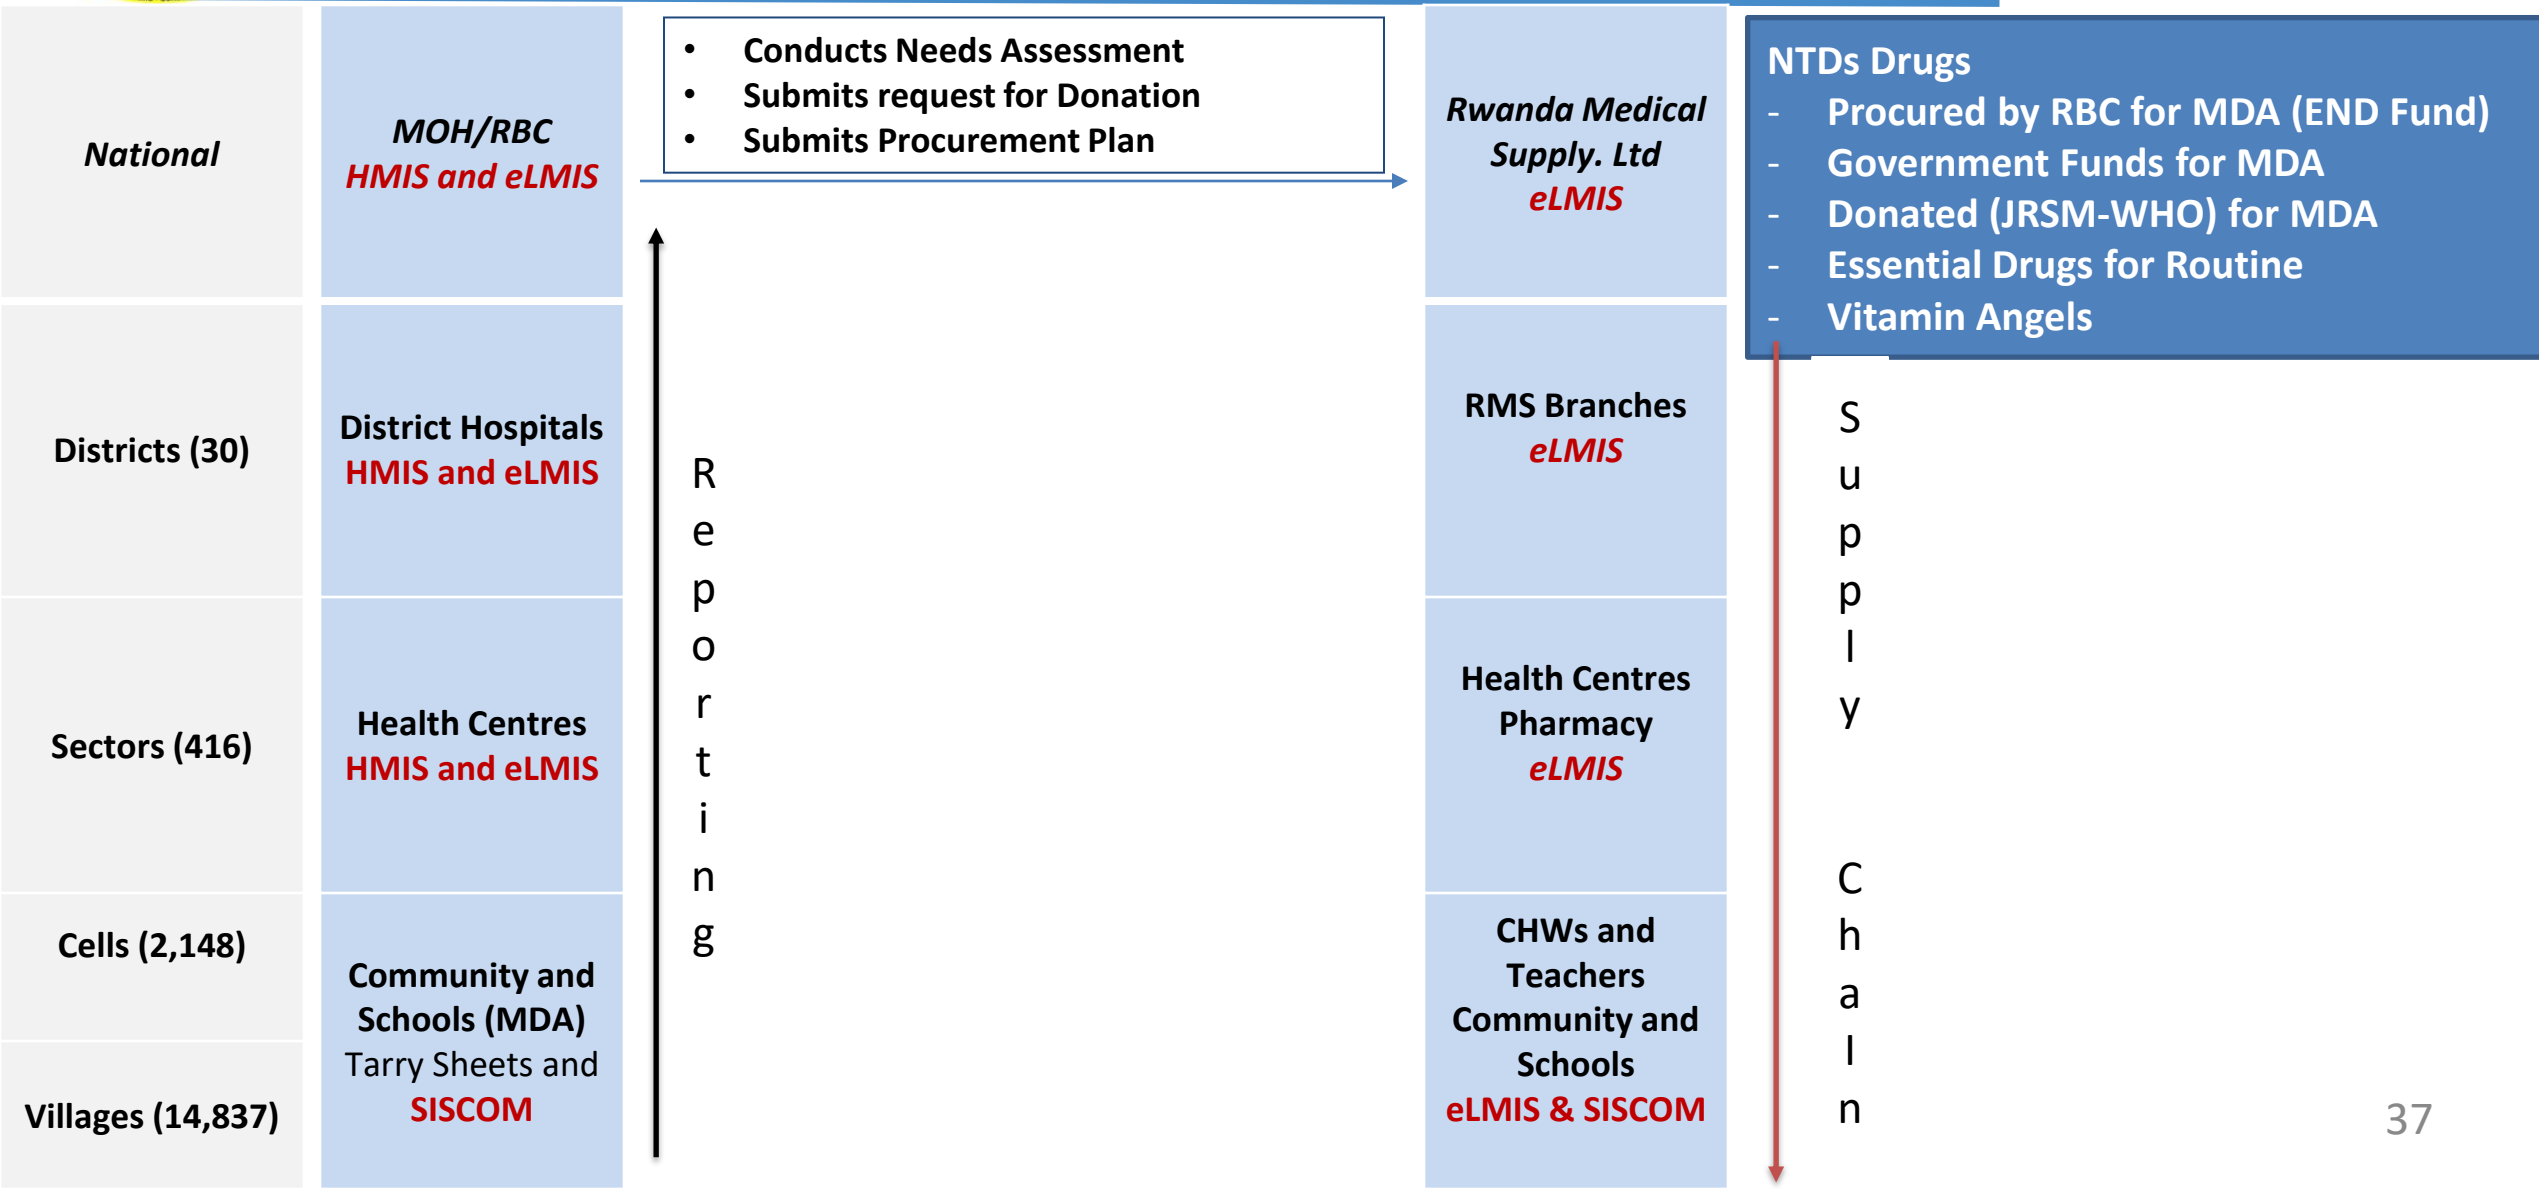 National
MOH/RBC
HMIS and eLMIS
• Conducts Needs Assessment
• Submits request for Donation
• Submits Procurement Plan
Rwanda Medical
Supply. Ltd
eLMIS
NTDs Drugs
- Procured by RBC for MDA (END Fund)
- Government Funds for MDA
- Donated (JRSM-WHO) for MDA
- Essential Drugs for Routine
- Vitamin Angels
Districts (30)
District Hospitals
HMIS and eLMIS
Reporting
RMS Branches
eLMIS
Supply ChaIn
Sectors (416)
Health Centres
HMIS and eLMIS
Health Centres
Pharmacy
eLMIS
Cells (2,148)
Villages (14,837)
Community and
Schools (MDA)
Tarry Sheets and
SISCOM
CHWs and
Teachers
Community and
Schools
eLMIS & SISCOM
37